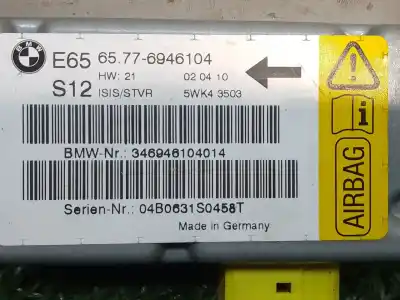 BMW
E65 65.77-6946104
HW: 21 02 04 10
S12 ISIS/STVR 5WK4 3503
BMW-Nr.: 346946104014
Serien-Nr.: 04B0631S0458T
Made in Germany
AIRBAG
i
!